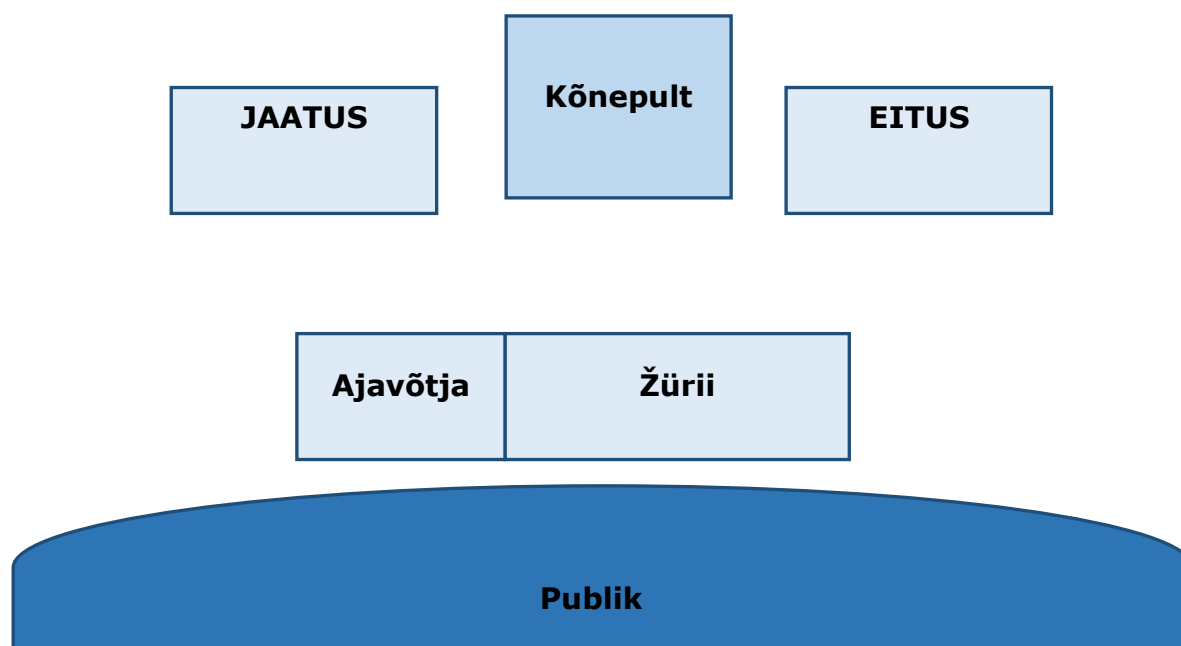 Kõnepult
JAATUS
EITUS
Ajavõtja
Žürii
Publik